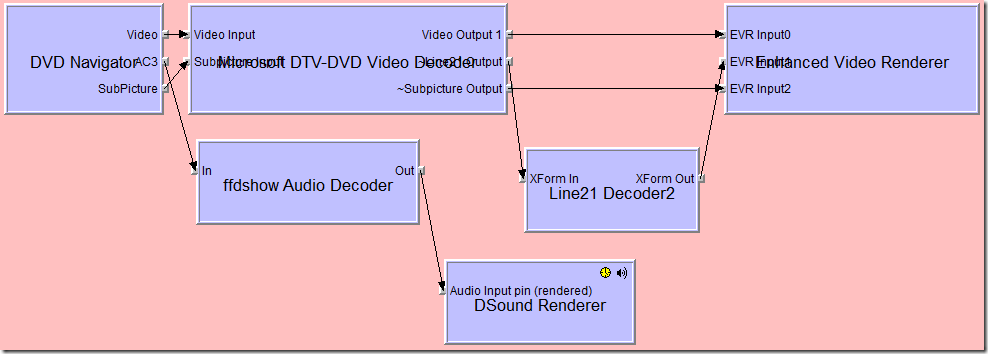 Video
Video Input
Video Output 1
EVR Input0
DVD Navigator
AC3
Subpicture Input
Microsoft DTV-DVD Video Decoder
~Line21 Output
EVR Input1
Enhanced Video Renderer
SubPicture
~Subpicture Output
EVR Input2
In
Out
ffdshow Audio Decoder
XForm In
XForm Out
Line21 Decoder2
Audio Input pin (rendered)
DSound Renderer